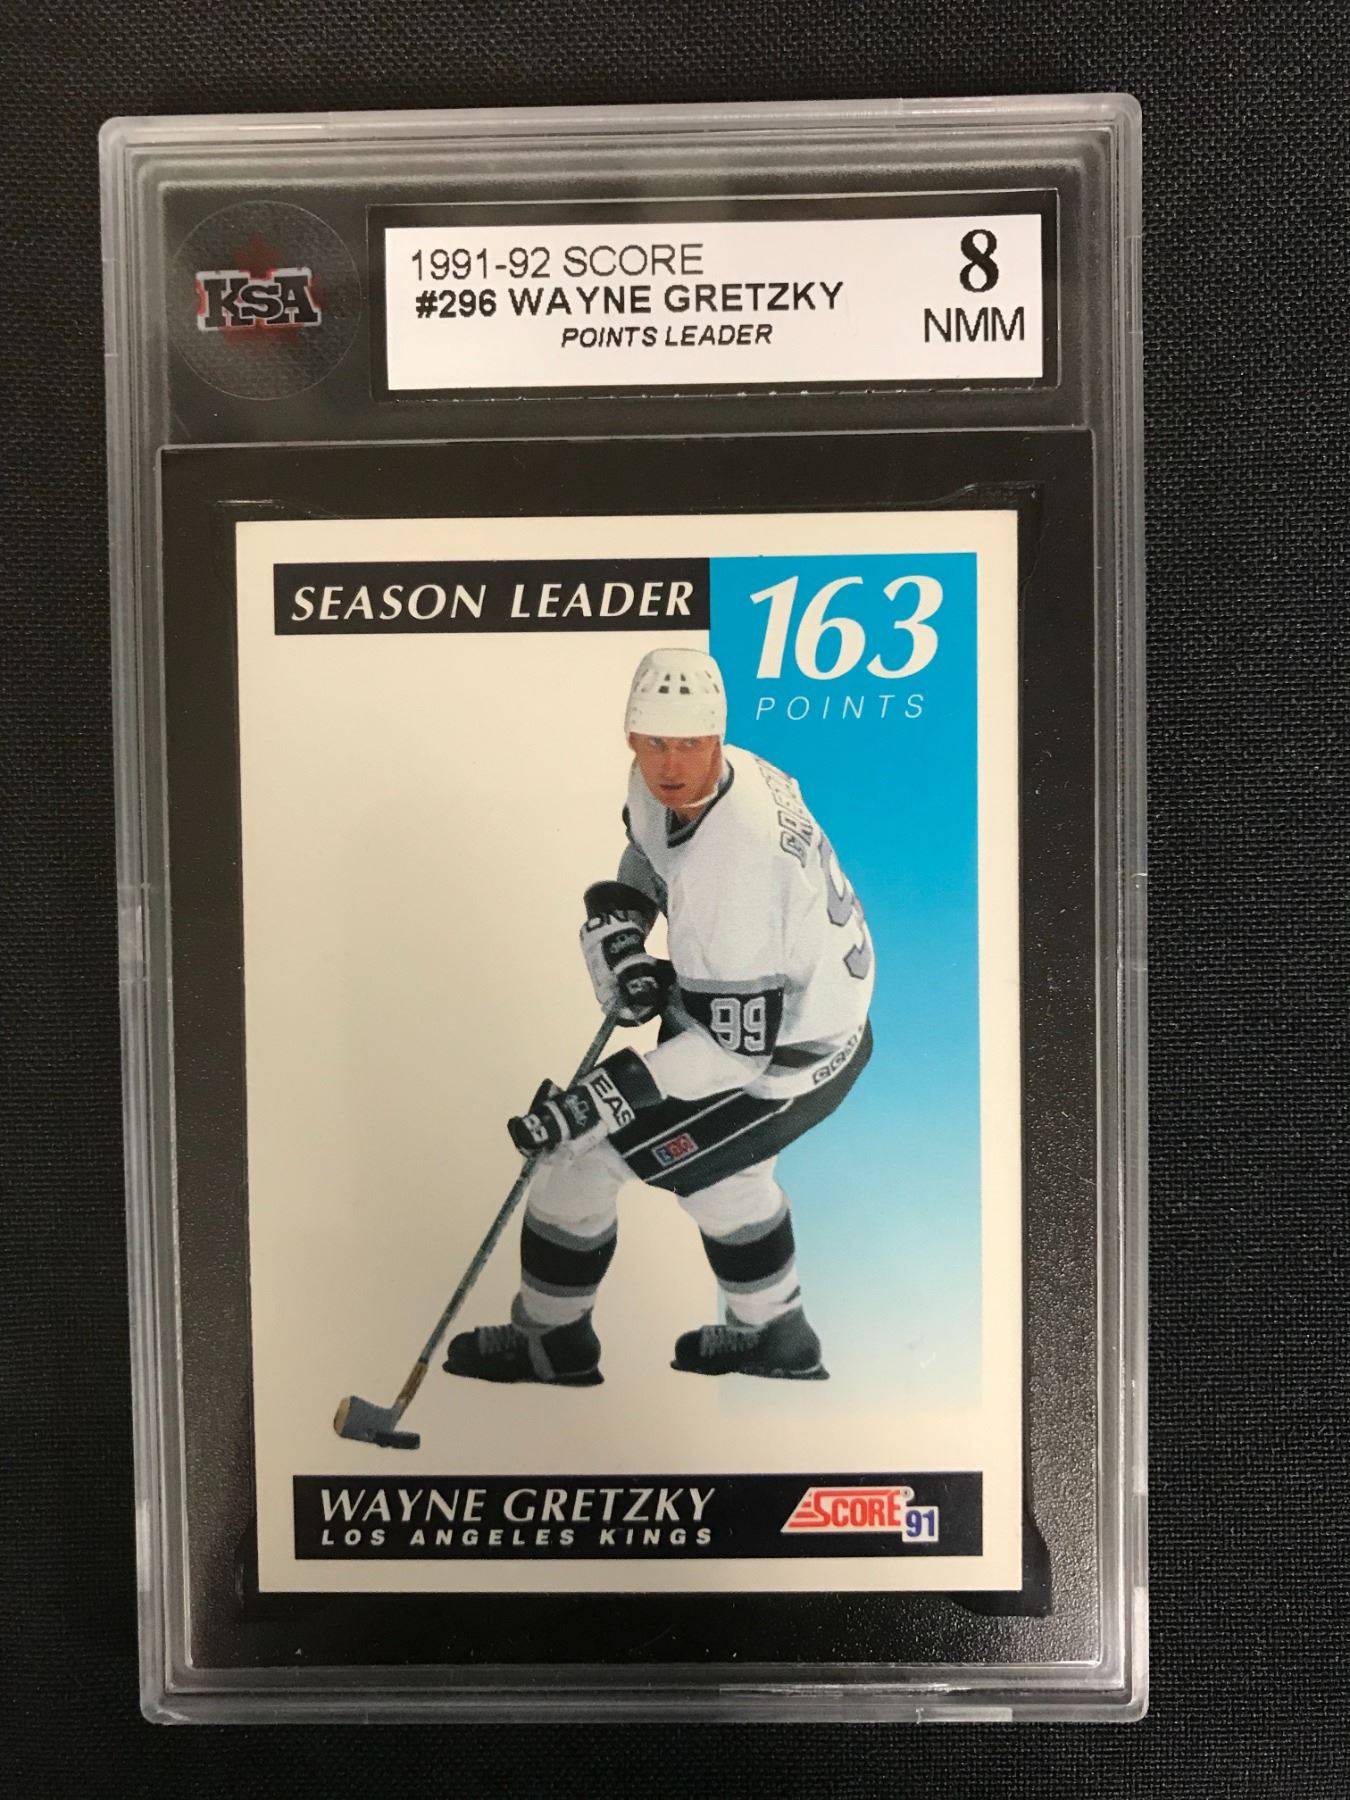 KSA
1991-92 SCORE
#296 WAYNE GRETZKY
POINTS LEADER
8
NMM
SEASON LEADER
163
POINTS
99
EAS
WAYNE GRETZKY
LOS ANGELES KINGS
SCORE® 91